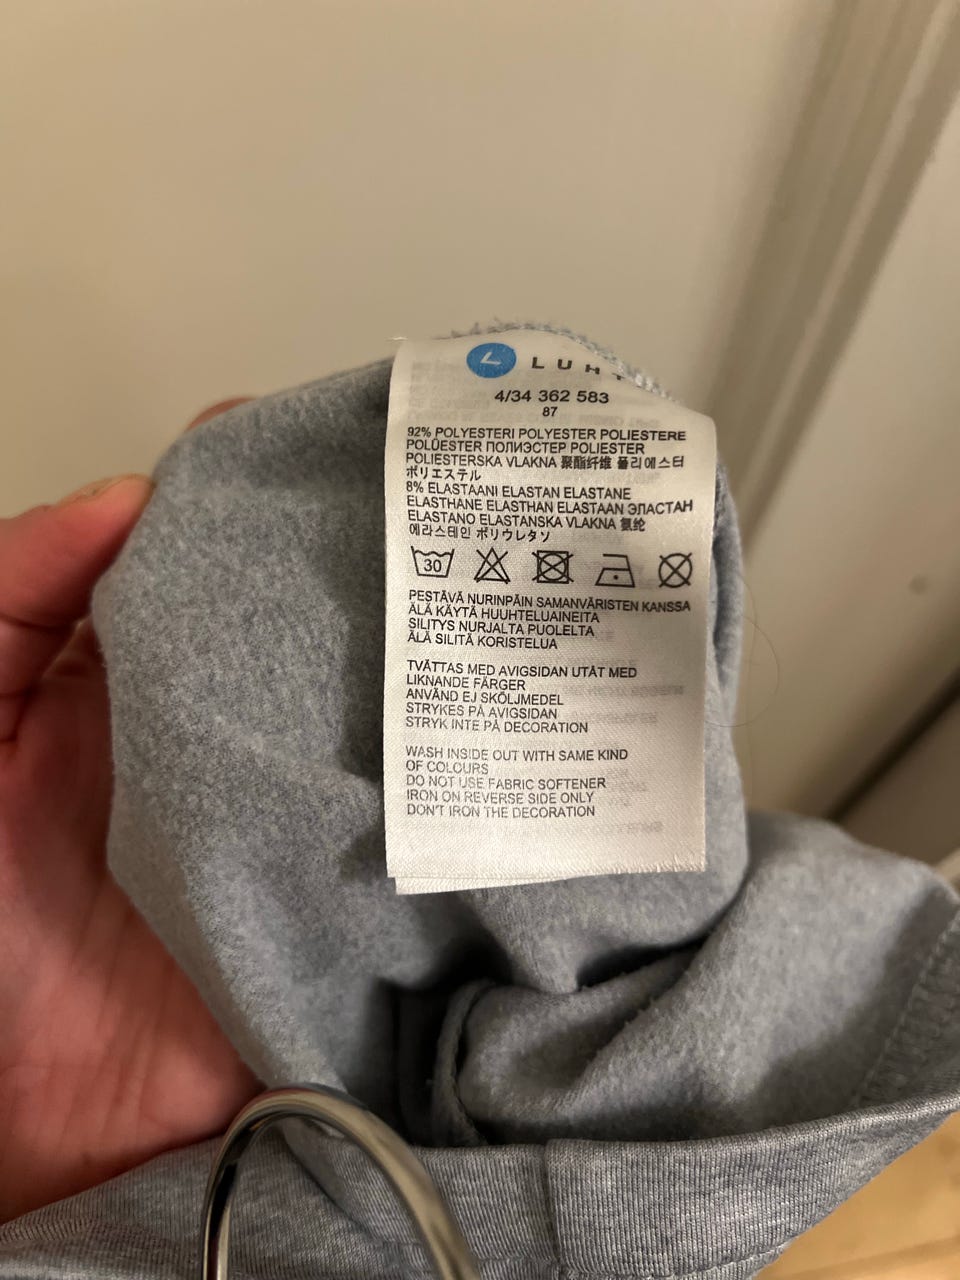 4/34 362 583
87
92% POLYESTERI POLYESTER POLIESTERE
POLÜESTER ПОЛИЭСТЕР POLIESTER
POLIESTERSKA VLAKNA 聚酯纤维 폴리에스터
ポリエステル
8% ELASTAANI ELASTAN ELASTANE
ELASTHANE ELASTHAN ELASTAAN ЭЛАСТАН
ELASTANO ELASTANSKA VLAKNA 氨纶
에라스테인 ポリウレタソ
30
PESTÄVÄ NURINPÄIN SAMANVÄRISTEN KANSSA
ÄLÄ KÄYTÄ HUUHTELUAINEITA
SILITYS NURJALTA PUOLELTA
ÄLÄ SILITÄ KORISTELUA
TVÄTTAS MED AVIGSIDAN UTÅT MED
LIKNANDE FÄRGER
ANVÄND EJ SKÖLJMEDEL
STRYKES PÅ AVIGSIDAN
STRYK INTE PÅ DECORATION
WASH INSIDE OUT WITH SAME KIND
OF COLOURS
DO NOT USE FABRIC SOFTENER
IRON ON REVERSE SIDE ONLY
DON'T IRON THE DECORATION